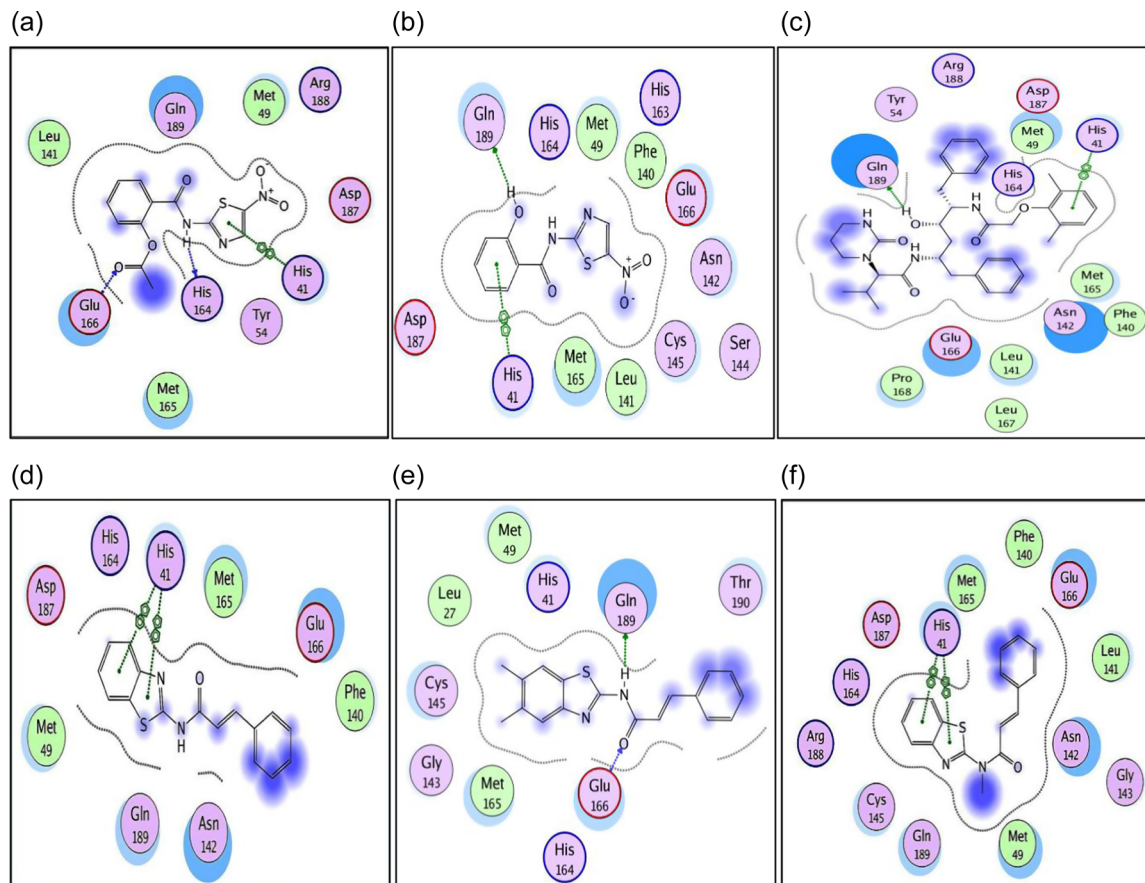 (a)
(b)
(c)
Gln
189
Met
49
Arg
188
Leu
141
O
O
N
H
S
N
N+
O-
O
O
O
Asp
187
His
41
Glu
166
His
164
Tyr
54
Met
165
Gln
189
His
164
Met
49
His
163
Phe
140
Glu
166
H
O
NH
N
S
O
N+
O
O-
Asn
142
Asp
187
His
41
Met
165
Leu
141
Cys
145
Ser
144
Arg
188
Tyr
54
Asp
187
Met
49
His
41
Gln
189
His
164
H
O
NH
O
O
NH
O
N
H
N
O
Met
165
Asn
142
Phe
140
Glu
166
Leu
141
Pro
168
Leu
167
(d)
(e)
(f)
His
164
His
41
Met
165
Asp
187
Glu
166
Phe
140
N
S
O
N
H
Met
49
Gln
189
Asn
142
Met
49
His
41
Gln
189
Thr
190
Leu
27
Cys
145
S
N
H
N
O
Gly
143
Met
165
Glu
166
His
164
Phe
140
Met
165
Glu
166
Asp
187
His
41
Leu
141
His
164
Arg
188
S
N
N
O
Asn
142
Gly
143
Cys
145
Gln
189
Met
49